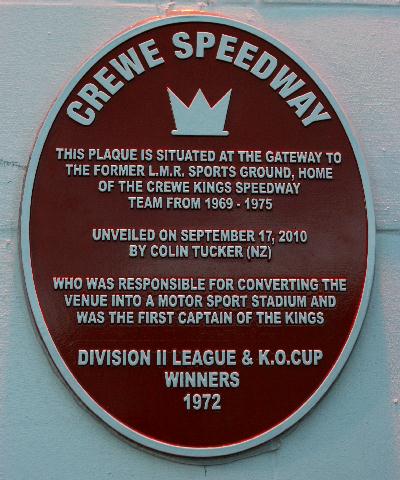 CREWE SPEEDWAY
THIS PLAQUE IS SITUATED AT THE GATEWAY TO
THE FORMER L.M.R. SPORTS GROUND, HOME
OF THE CREWE KINGS SPEEDWAY
TEAM FROM 1969 - 1975
UNVEILED ON SEPTEMBER 17, 2010
BY COLIN TUCKER (NZ)
WHO WAS RESPONSIBLE FOR CONVERTING THE
VENUE INTO A MOTOR SPORT STADIUM AND
WAS THE FIRST CAPTAIN OF THE KINGS
DIVISION II LEAGUE & K.O.CUP
WINNERS
1972